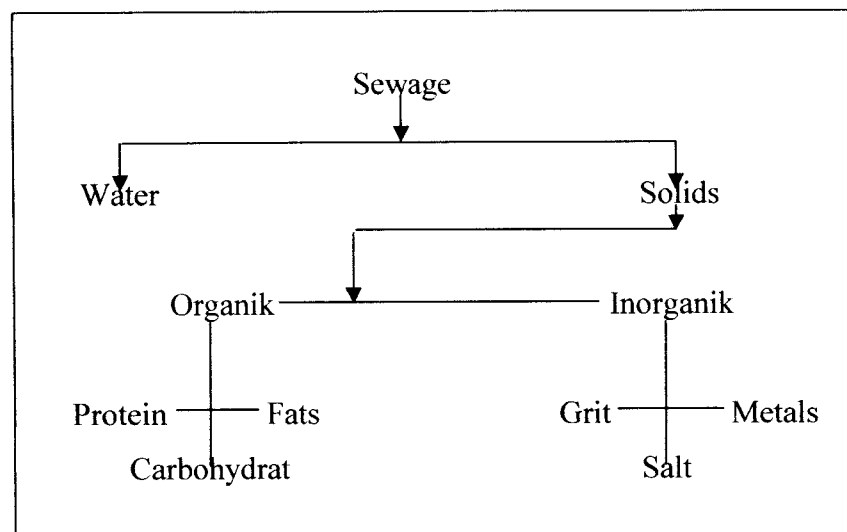 Sewage
Water Solids
Organik Inorganik
Protein Fats Grit Metals
Carbohydrat Salt